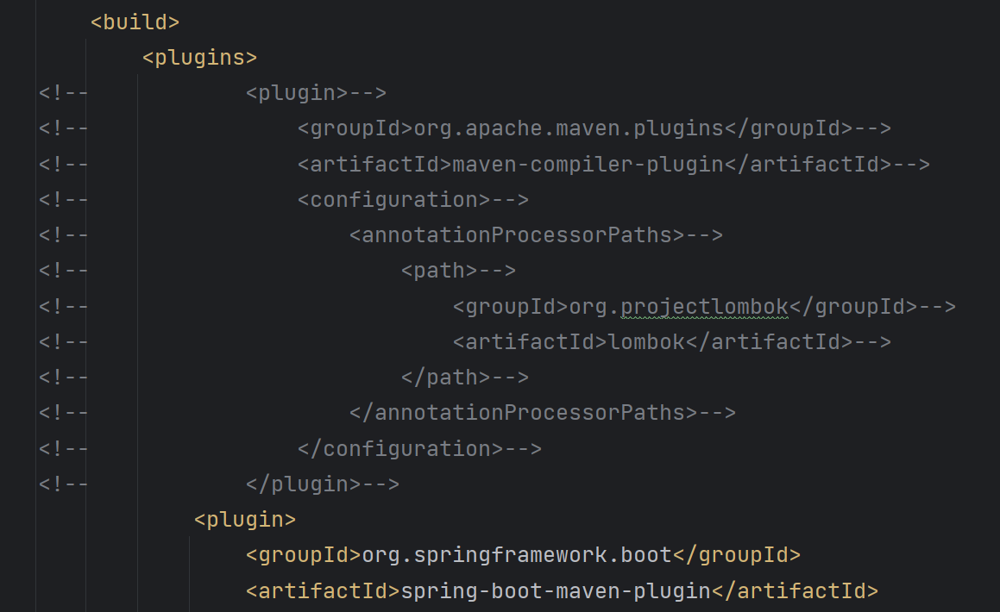 <build>
<plugins>
<!--            <plugin>-->
<!--                <groupId>org.apache.maven.plugins</groupId>-->
<!--                <artifactId>maven-compiler-plugin</artifactId>-->
<!--                <configuration>-->
<!--                    <annotationProcessorPaths>-->
<!--                        <path>-->
<!--                            <groupId>org.projectlombok</groupId>-->
<!--                            <artifactId>lombok</artifactId>-->
<!--                        </path>-->
<!--                    </annotationProcessorPaths>-->
<!--                </configuration>-->
<!--            </plugin>-->
<plugin>
<groupId>org.springframework.boot</groupId>
<artifactId>spring-boot-maven-plugin</artifactId>